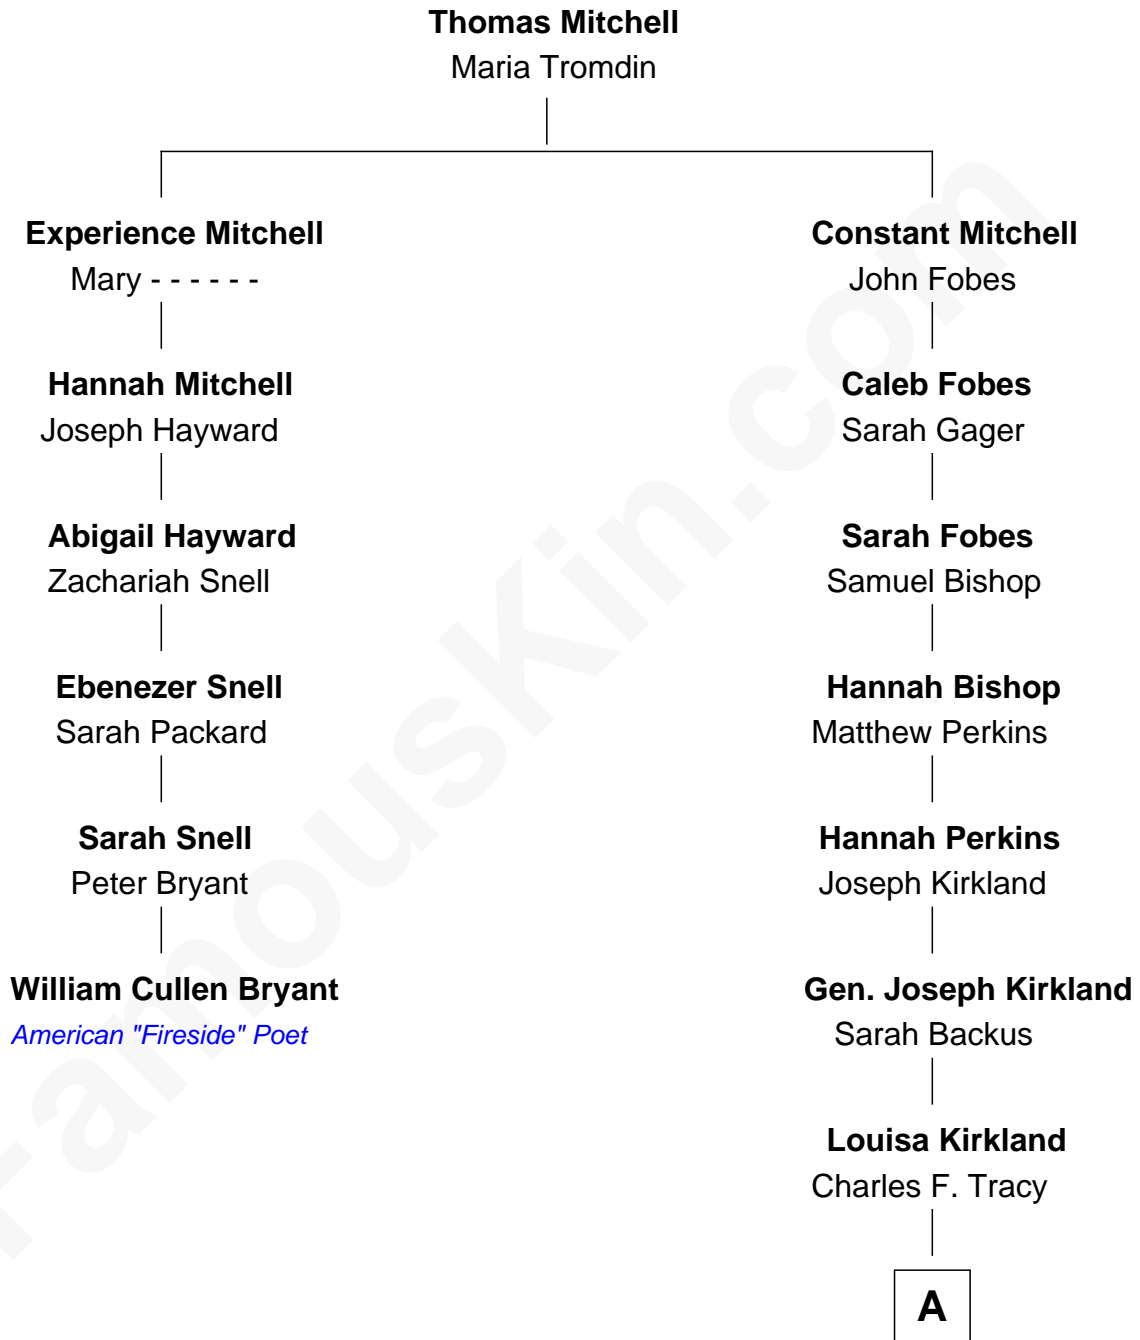 Thomas Mitchell
Maria Tromdin
Experience Mitchell
Mary - - - - - -
Hannah Mitchell
Joseph Hayward
Abigail Hayward
Zachariah Snell
Ebenezer Snell
Sarah Packard
Sarah Snell
Peter Bryant
William Cullen Bryant
American "Fireside" Poet
Constant Mitchell
John Fobes
Caleb Fobes
Sarah Gager
Sarah Fobes
Samuel Bishop
Hannah Bishop
Matthew Perkins
Hannah Perkins
Joseph Kirkland
Gen. Joseph Kirkland
Sarah Backus
Louisa Kirkland
Charles F. Tracy
A
FamousKin.com